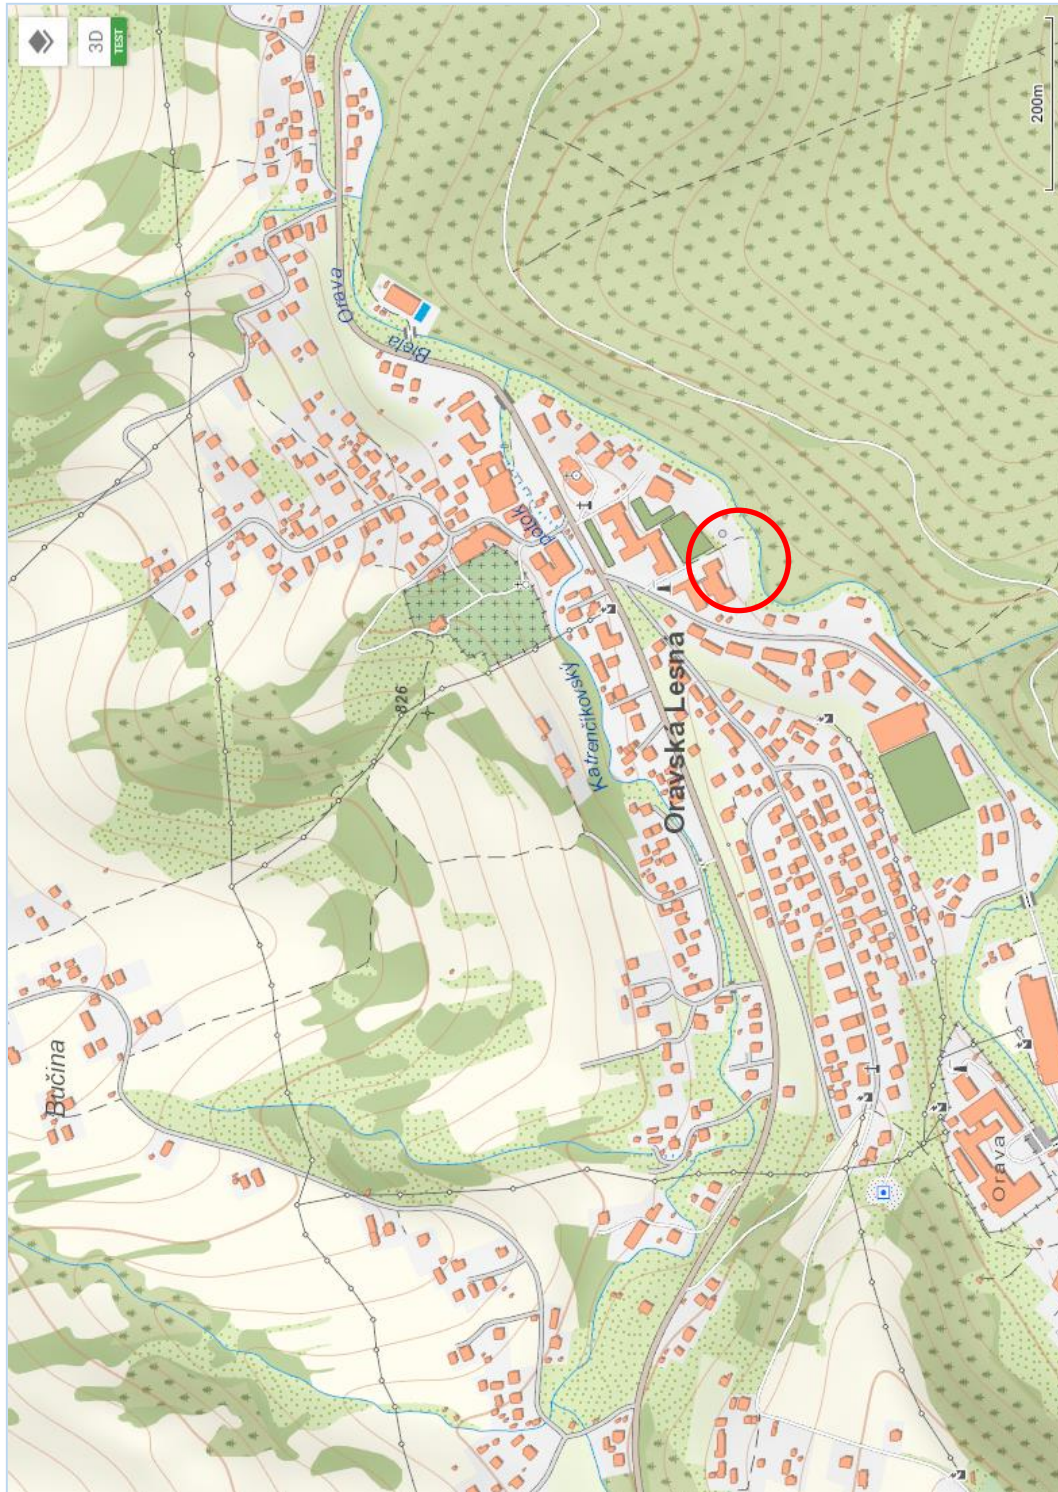 3D
TEST
200m
Orava
Biela
potok
826
Katrenčíkovský
Oravská Lesná
Bučina
Orava